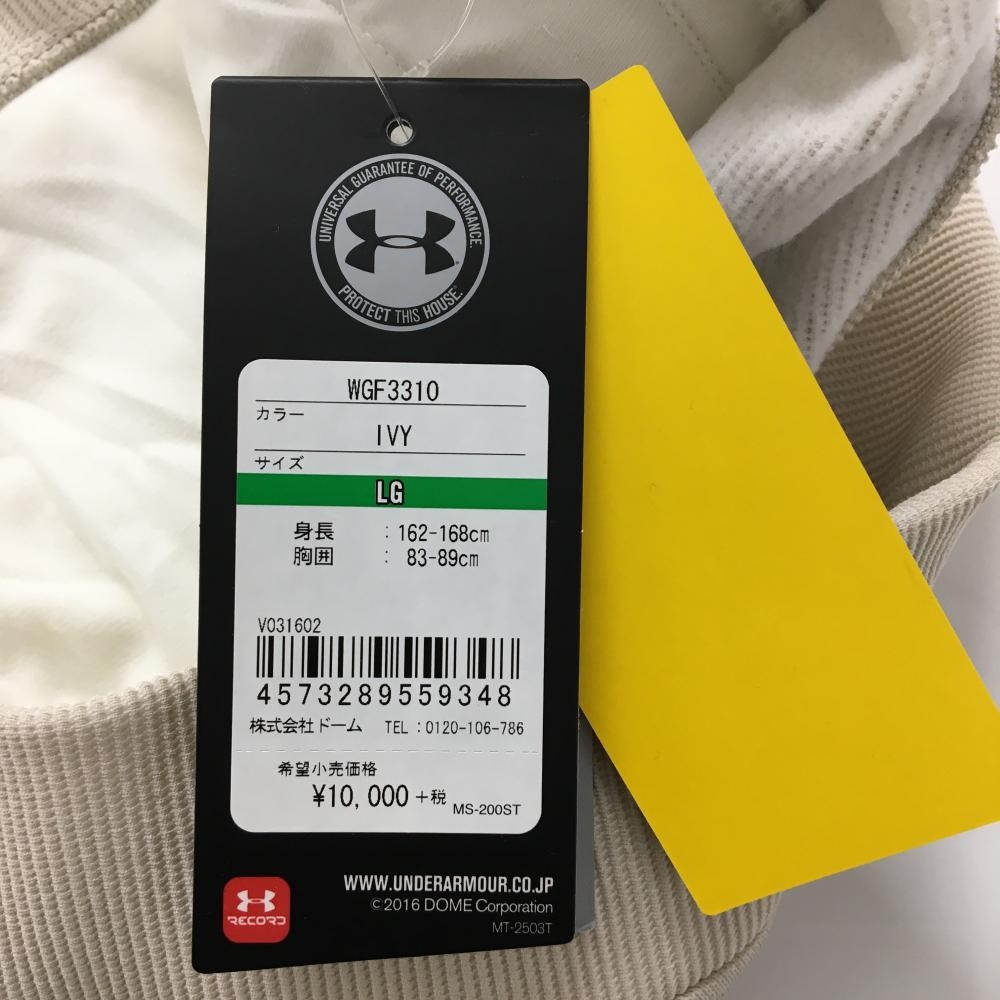 UNIVERSAL GUARANTEE OF PERFORMANCE.
PROTECT THIS HOUSE.
WGF3310
カラー
IVY
サイズ
LG
身長 : 162-168cm
胸囲 : 83-89cm
V031602
4573289559348
株式会社ドーム TEL:0120-106-786
希望小売価格
¥10,000+税 MS-200ST
RECORD
WWW.UNDERARMOUR.CO.JP
©2016 DOME Corporation
MT-2503T